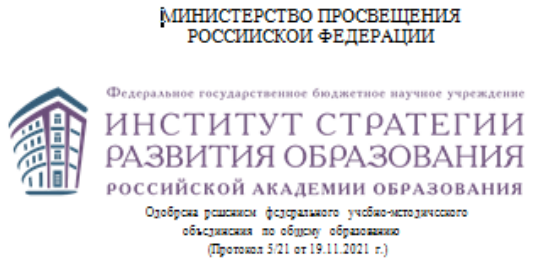 МИНИСТЕРСТВО ПРОСВЕЩЕНИЯ
РОССИЙСКОЙ ФЕДЕРАЦИИ
Федеральное государственное бюджетное научное учреждение
ИНСТИТУТ СТРАТЕГИИ
РАЗВИТИЯ ОБРАЗОВАНИЯ
РОССИЙСКОЙ АКАДЕМИИ ОБРАЗОВАНИЯ
Одобрена решением федерального учебно-методического
объединения по общему образованию
(Протокол 5/21 от 19.11.2021 г.)